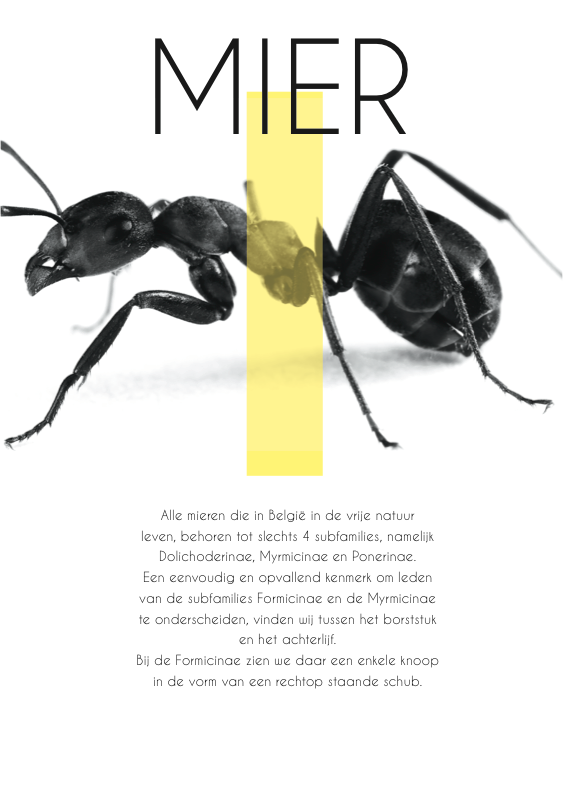 MIER
Alle mieren die in België in de vrije natuur
leven, behoren tot slechts 4 subfamilies, namelijk
Dolichoderinae, Myrmicinae en Ponerinae.
Een eenvoudig en opvallend kenmerk om leden
van de subfamilies Formicinae en de Myrmicinae
te onderscheiden, vinden wij tussen het borststuk
en het achterlijf.
Bij de Formicinae zien we daar een enkele knoop
in de vorm van een rechtop staande schub.